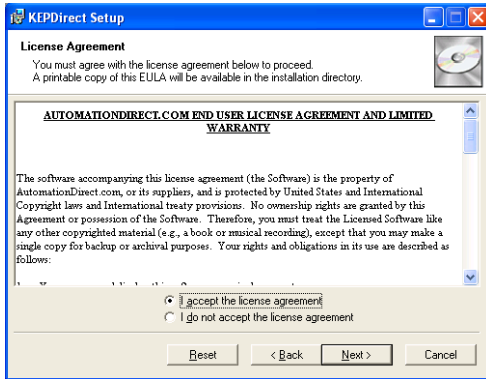 KEPDirect Setup
License Agreement
You must agree with the license agreement below to proceed.
A printable copy of this EULA will be available in the installation directory.
AUTOMATIONDIRECT.COM END USER LICENSE AGREEMENT AND LIMITED
WARRANTY
The software accompanying this license agreement (the Software) is the property of
AutomationDirect.com, or its suppliers, and is protected by United States and International
Copyright laws and International treaty provisions. No ownership rights are granted by this
Agreement or possession of the Software. Therefore, you must treat the Licensed Software like
any other copyrighted material (e.g., a book or musical recording), except that you may make a
single copy for backup or archival purposes. Your rights and obligations in its use are described as
follows:
I accept the license agreement
I do not accept the license agreement
Reset
< Back
Next >
Cancel